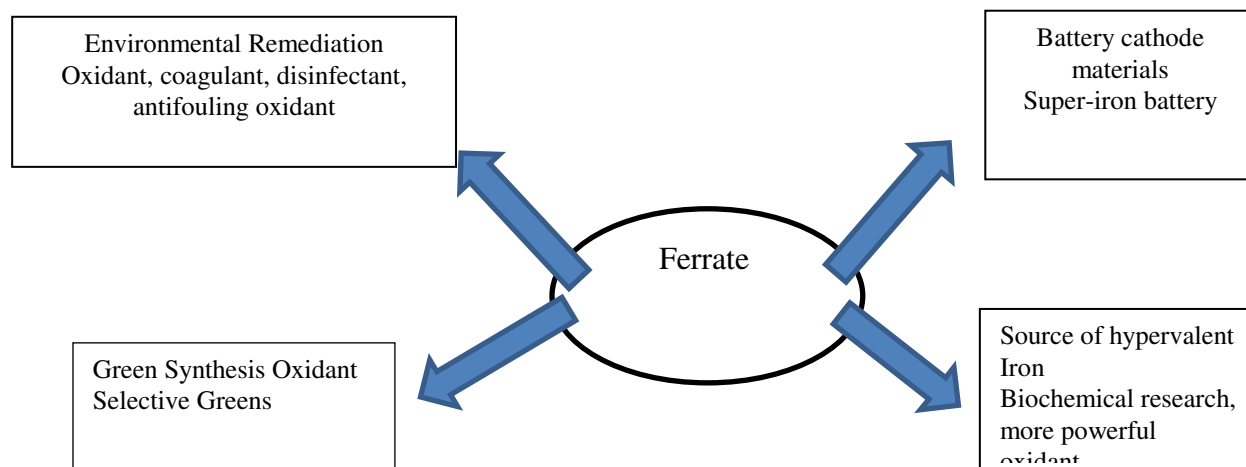 Environmental Remediation
Oxidant, coagulant, disinfectant,
antifouling oxidant
Battery cathode
materials
Super-iron battery
Ferrate
Green Synthesis Oxidant
Selective Greens
Source of hypervalent
Iron
Biochemical research,
more powerful
oxidant